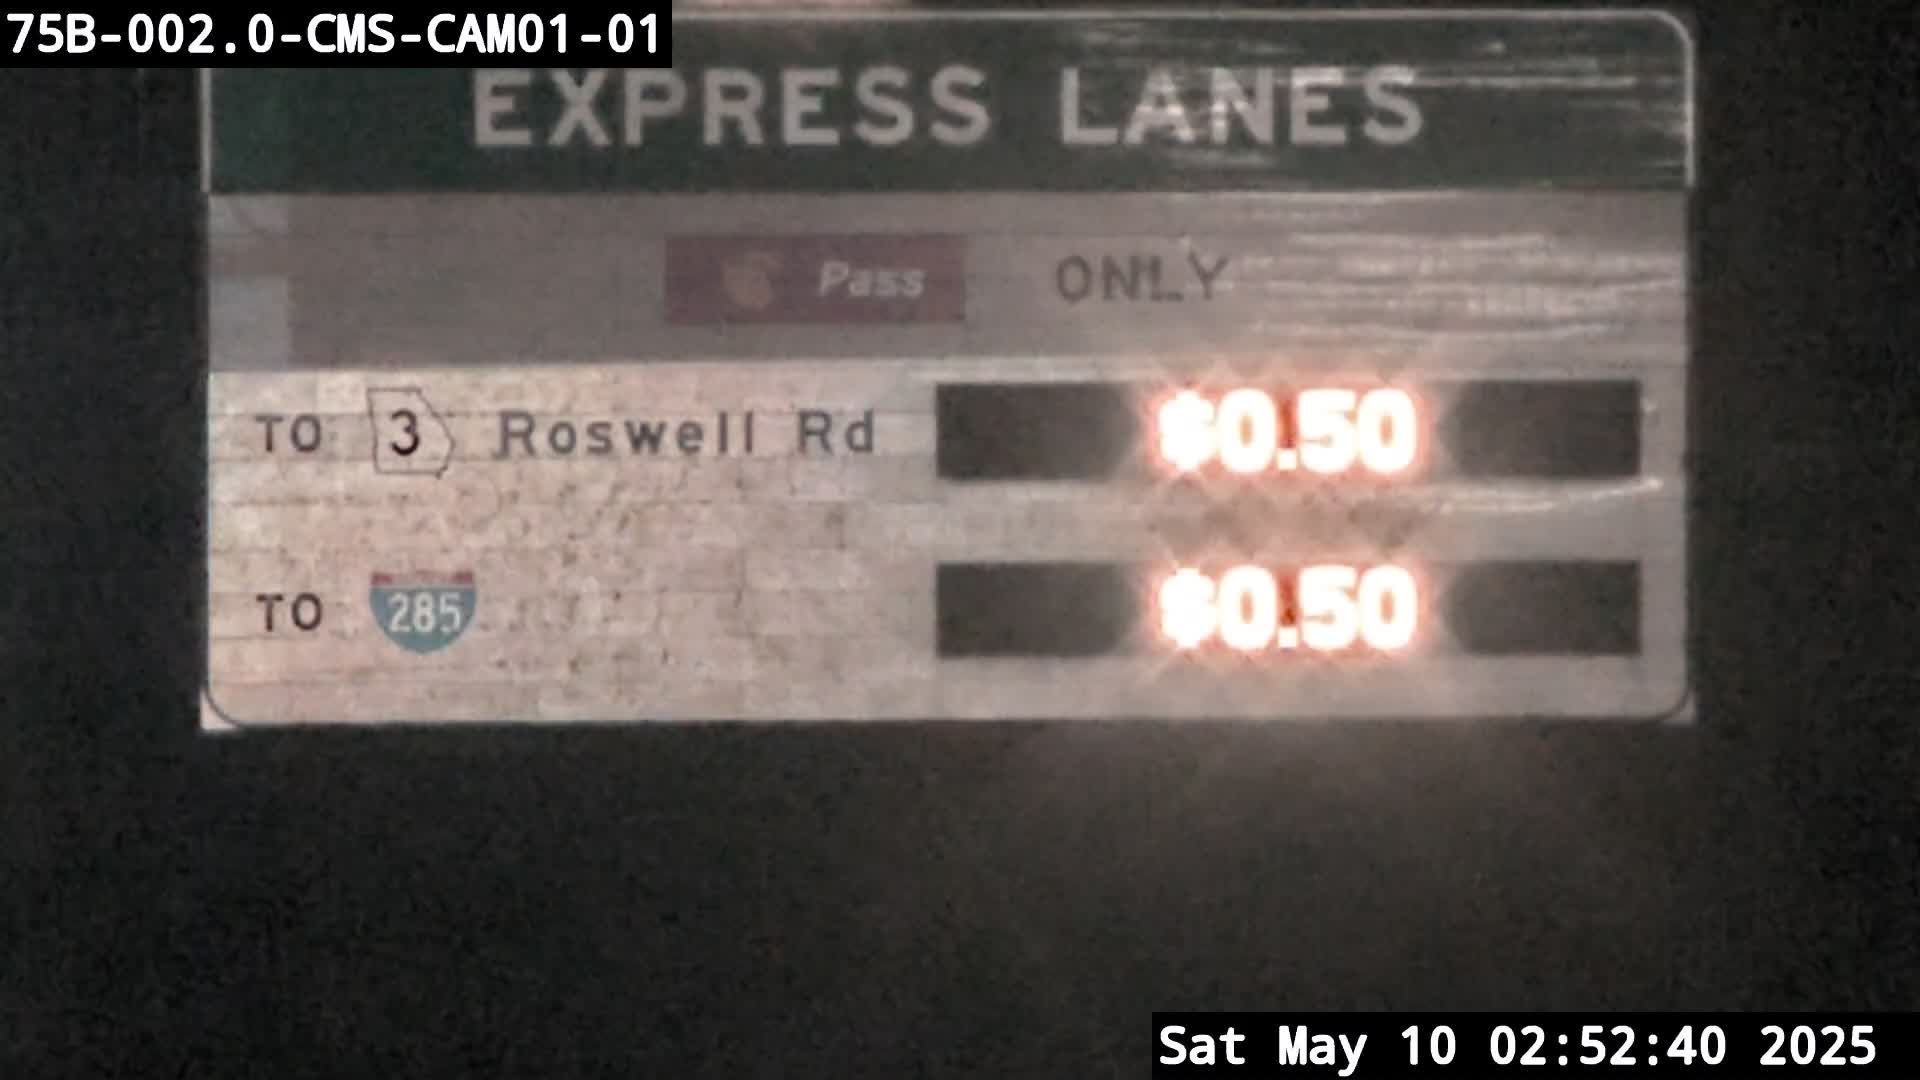 75B-002.0-CMS-CAM01-01
EXPRESS LANES
Pass ONLY
TO 3 Roswell Rd $0.50
TO 285 $0.50
Sat May 10 02:52:40 2025